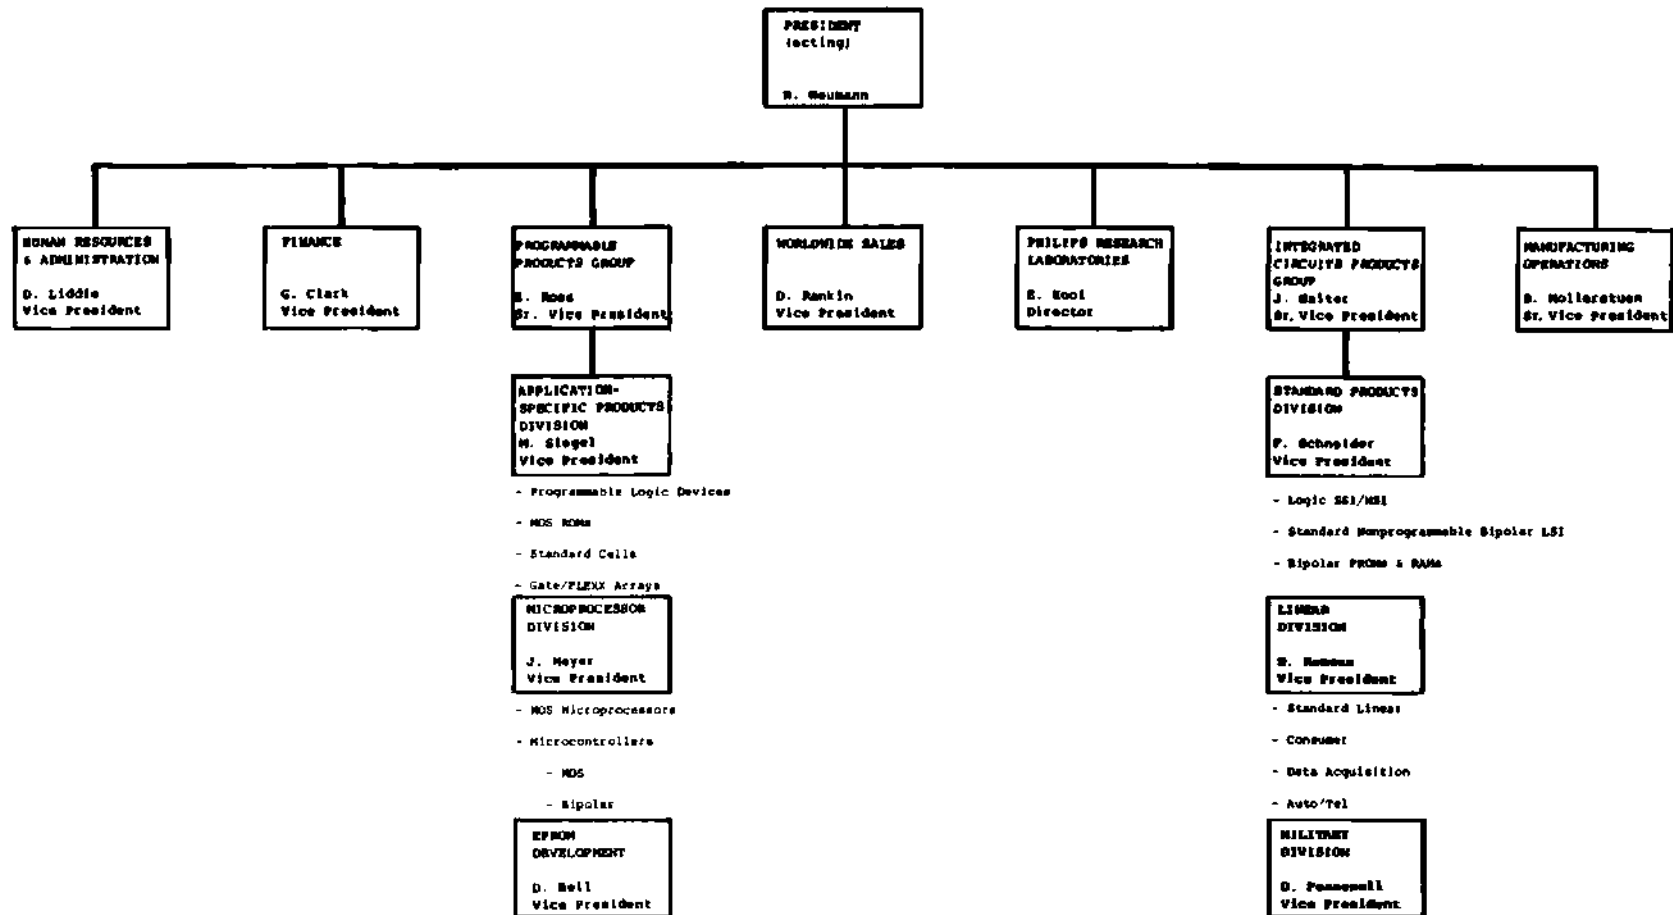 PRESIDENT
(acting)
Neumann
HUMAN RESOURCES
& ADMINISTRATION
D. Liddle
Vice President
FINANCE
G. Clark
Vice President
PROGRAMMABLE
PRODUCTS GROUP
Ross
Sr. Vice President
WORLDWIDE SALES
D. Rankin
Vice President
PHILIPS RESEARCH
LABORATORIES
E. Kooi
Director
INTEGRATED
CIRCUITS PRODUCTS
GROUP
J.
Sr. Vice President
MANUFACTURING
OPERATIONS
Sr. Vice President
APPLICATION-
SPECIFIC PRODUCTS
DIVISION
M. Siegel
Vice President
- Programmable Logic Devices
- MOS ROMs
- Standard Cells
- Gate/FLEXX Arrays
MICROPROCESSOR
DIVISION
J. Meyer
Vice President
- MOS Microprocessors
- Microcontrollers
- MOS
- Bipolar
EPROM
DEVELOPMENT
D. Bell
Vice President
STANDARD PRODUCTS
DIVISION
F. Schneider
Vice President
- Logic SSI/MSI
- Standard Nonprogrammable Bipolar LSI
- Bipolar PROMs & RAMs
LINEAR
DIVISION
Vice President
- Standard Linear
- Consumer
- Data Acquisition
- Auto/Tel
MILITARY
DIVISION
D.
Vice President